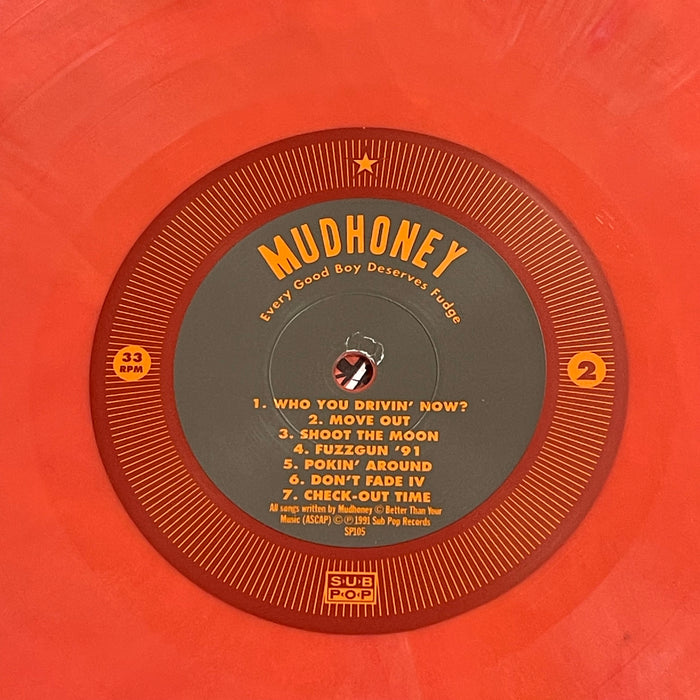 MUDHONEY
Every Good Boy Deserves Fudge
33
RPM
2
1. WHO YOU DRIVIN' NOW?
2. MOVE OUT
3. SHOOT THE MOON
4. FUZZGUN '91
5. POKIN' AROUND
6. DON'T FADE IV
7. CHECK-OUT TIME
All songs written by Mudhoney © Better Than Your
Music (ASCAP) © ℗ 1991 Sub Pop Records
SP105
SUB
POP